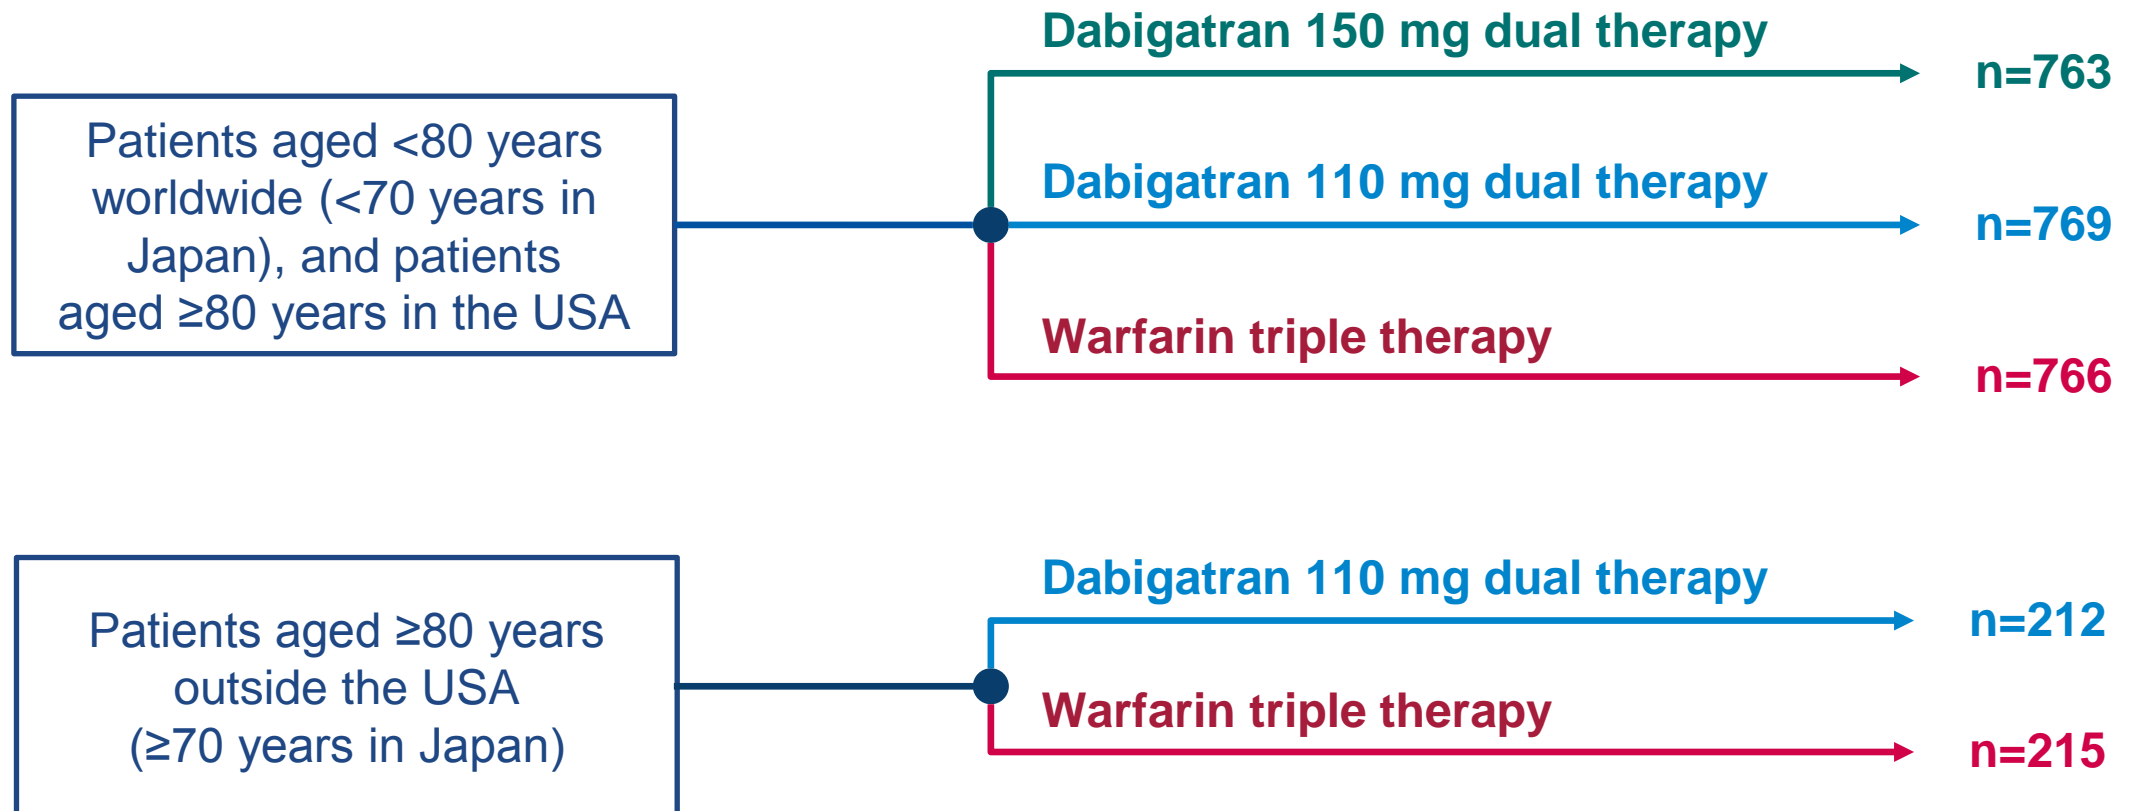 Dabigatran 150 mg dual therapy
n=763
Patients aged <80 years
worldwide (<70 years in
Japan), and patients
aged ≥80 years in the USA
Dabigatran 110 mg dual therapy
n=769
Warfarin triple therapy
n=766
Patients aged ≥80 years
outside the USA
(≥70 years in Japan)
Dabigatran 110 mg dual therapy
n=212
Warfarin triple therapy
n=215